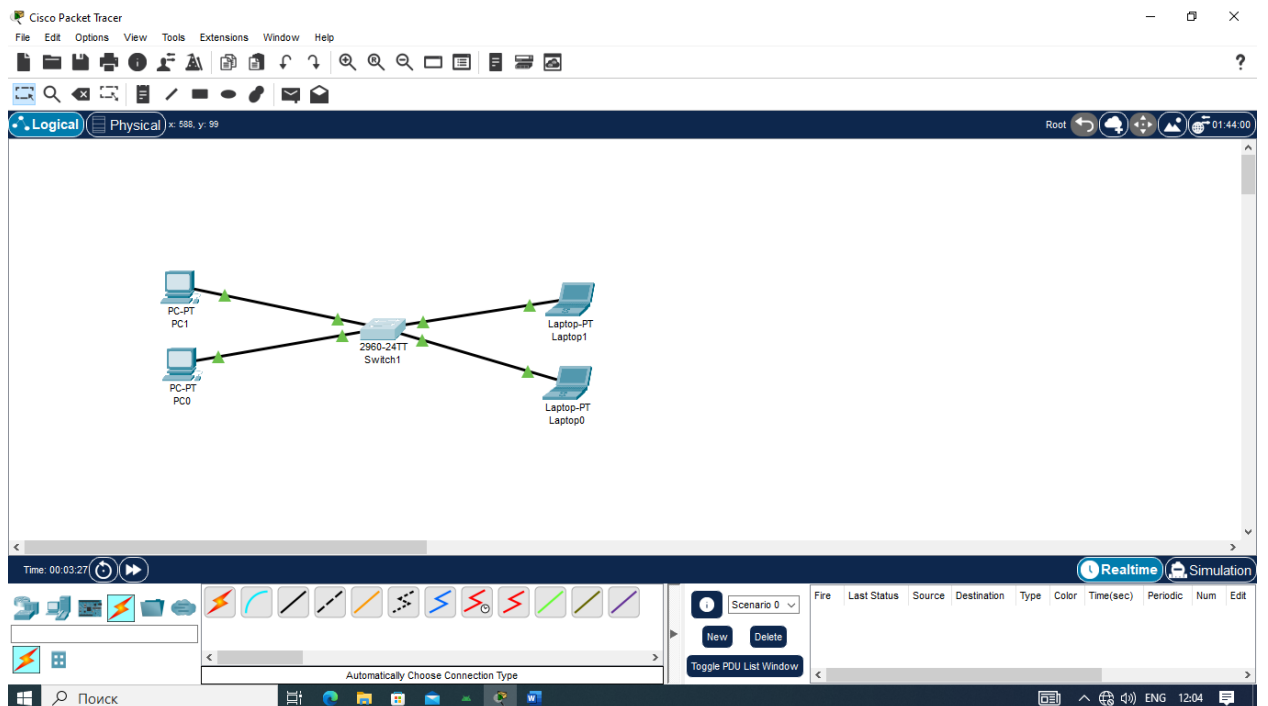 Cisco Packet Tracer
File Edit Options View Tools Extensions Window Help
?
Logical Physical x: 588, y: 99 Root 01:44:00
PC-PT
PC1
PC-PT
PC0
2960-24TT
Switch1
Laptop-PT
Laptop1
Laptop-PT
Laptop0
Time: 00:03:27 Realtime Simulation
Scenario 0
New Delete
Toggle PDU List Window
Fire Last Status Source Destination Type Color Time(sec) Periodic Num Edit
Automatically Choose Connection Type
Поиск ENG 12:04